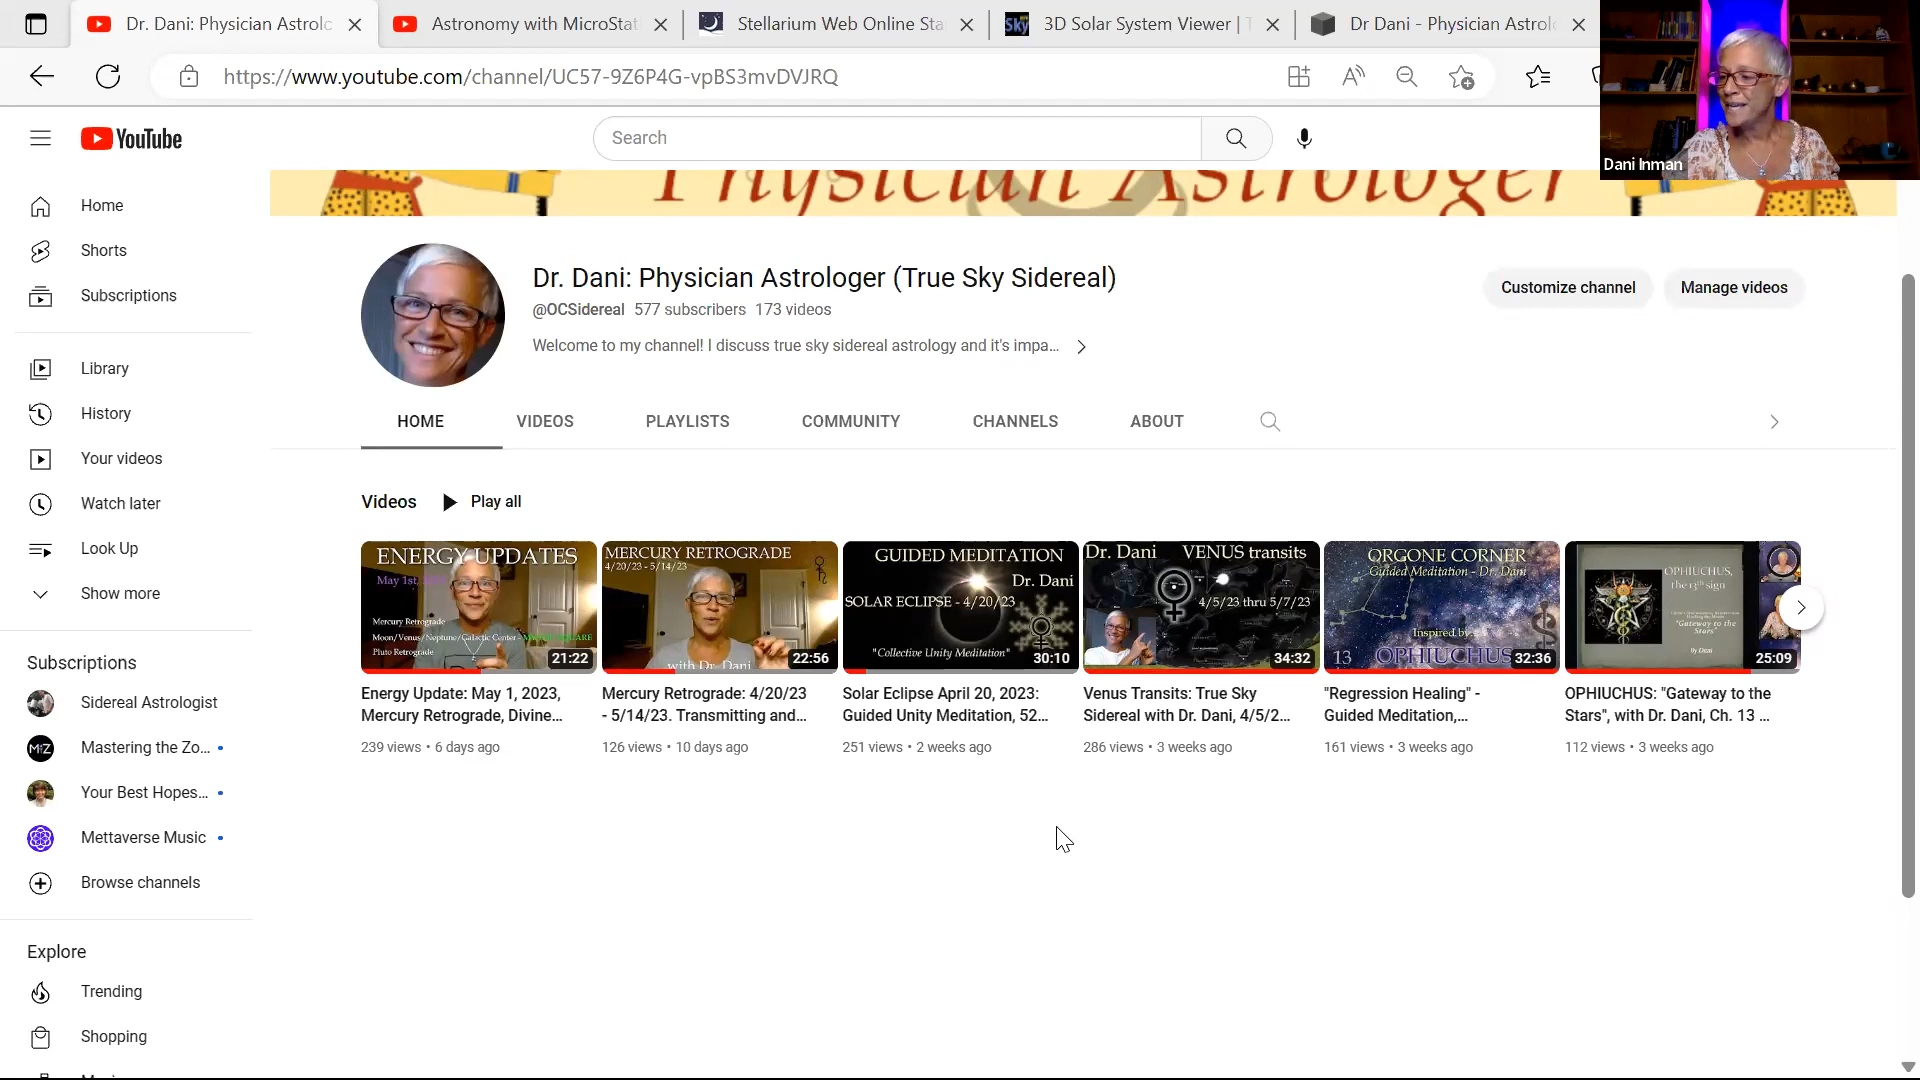 Dr. Dani: Physician Astrolo
Astronomy with MicroStat
Stellarium Web Online Sta
3D Solar System Viewer | T
Dr Dani - Physician Astrolo
https://www.youtube.com/channel/UC57-9Z6P4G-vpBS3mvDVJRQ
Dani Inman
YouTube
Search
Physician Astrologer
Home
Shorts
Subscriptions
Library
History
Your videos
Watch later
Look Up
Show more
Subscriptions
Sidereal Astrologist
Mastering the Zo...
Your Best Hopes...
Mettaverse Music
Browse channels
Explore
Trending
Shopping
Dr. Dani: Physician Astrologer (True Sky Sidereal)
@OCSidereal 577 subscribers 173 videos
Welcome to my channel! I discuss true sky sidereal astrology and it's impa...
Customize channel
Manage videos
HOME VIDEOS PLAYLISTS COMMUNITY CHANNELS ABOUT
Videos Play all
ENERGY UPDATES
May 1st,
Mercury Retrograde
Moon/Venus/Neptune/Galactic Center -
Pluto Retrograde
21:22
Energy Update: May 1, 2023,
Mercury Retrograde, Divine...
239 views • 6 days ago
MERCURY RETROGRADE
4/20/23 - 5/14/23
with Dr. Dani
22:56
Mercury Retrograde: 4/20/23
- 5/14/23. Transmitting and...
126 views • 10 days ago
GUIDED MEDITATION
Dr. Dani
SOLAR ECLIPSE - 4/20/23
"Collective Unity Meditation"
30:10
Solar Eclipse April 20, 2023:
Guided Unity Meditation, 52...
251 views • 2 weeks ago
Dr. Dani VENUS transits
4/5/23 thru 5/7/23
34:32
Venus Transits: True Sky
Sidereal with Dr. Dani, 4/5/2...
286 views • 3 weeks ago
ORGONE CORNER
Guided Meditation - Dr. Dani
Inspired by
13 OPHIUCHUS
32:36
"Regression Healing" -
Guided Meditation,...
161 views • 3 weeks ago
OPHIUCHUS,
the 13th sign
"Gateway to the
Stars"
By Dani
25:09
OPHIUCHUS: "Gateway to the
Stars", with Dr. Dani, Ch. 13 ...
112 views • 3 weeks ago